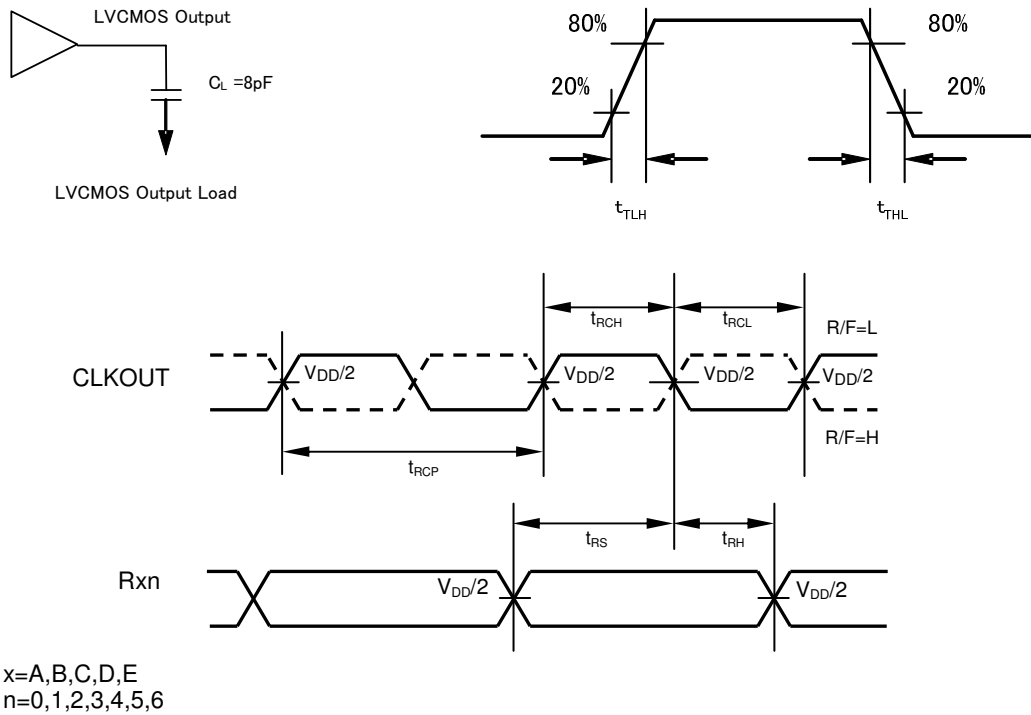 LVCMOS Output
C_L =8pF
LVCMOS Output Load
80%
80%
20%
20%
t_TLH
t_THL
t_RCH
t_RCL
R/F=L
CLKOUT
V_DD/2
V_DD/2
V_DD/2
V_DD/2
R/F=H
t_RCP
t_RS
t_RH
Rxn
V_DD/2
V_DD/2
x=A,B,C,D,E
n=0,1,2,3,4,5,6